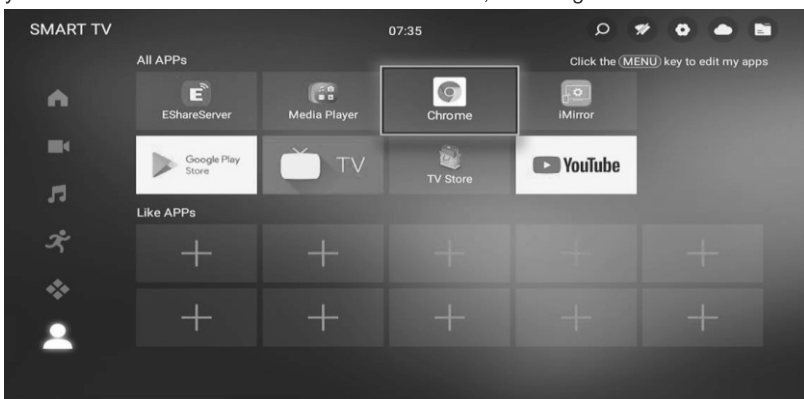 SMART TV
07:35
All APPs
Click the MENU key to edit my apps
EShareServer
Media Player
Chrome
iMirror
Google Play
Store
TV
TV Store
YouTube
Like APPs